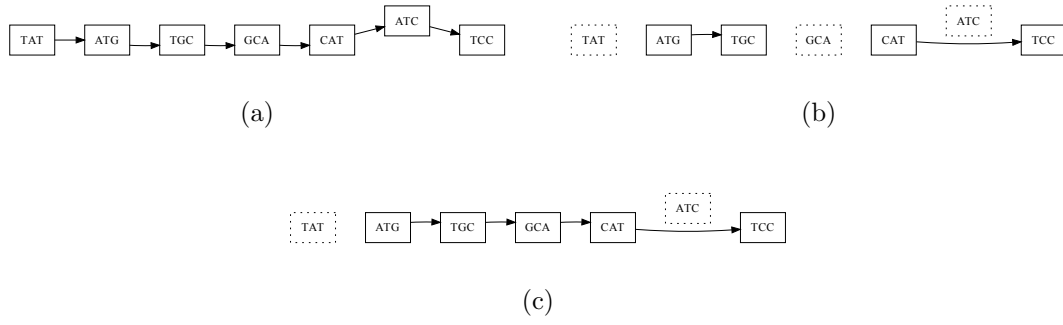 TAT ATG TGC GCA CAT ATC TCC
(a)
TAT ATG TGC GCA CAT ATC TCC
(b)
TAT ATG TGC GCA CAT ATC TCC
(c)